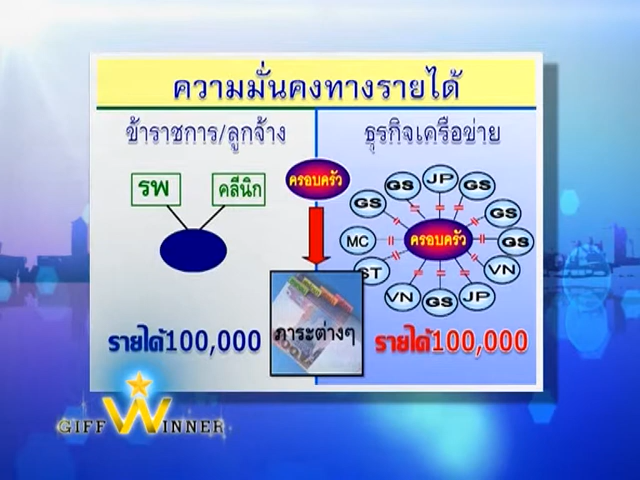 ความมั่นคงทางรายได้
ข้าราชการ/ลูกจ้าง
ธุรกิจเครือข่าย
รพ
คลีนิก
ครอบครัว
JP
GS
GS
GS
GS
MC
ครอบครัว
GS
ST
VN
VN
GS
JP
ภาระต่างๆ
รายได้100,000
รายได้100,000
GIFF WINNER